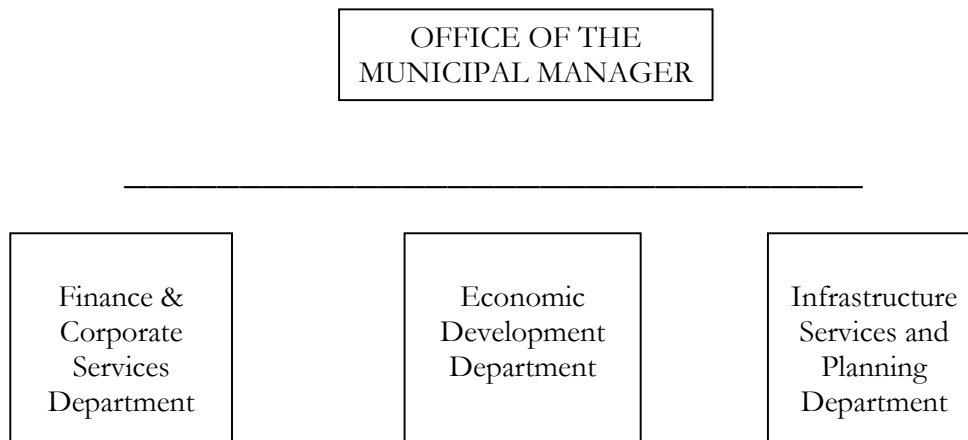 OFFICE OF THE
MUNICIPAL MANAGER
Finance &
Corporate
Services
Department
Economic
Development
Department
Infrastructure
Services and
Planning
Department